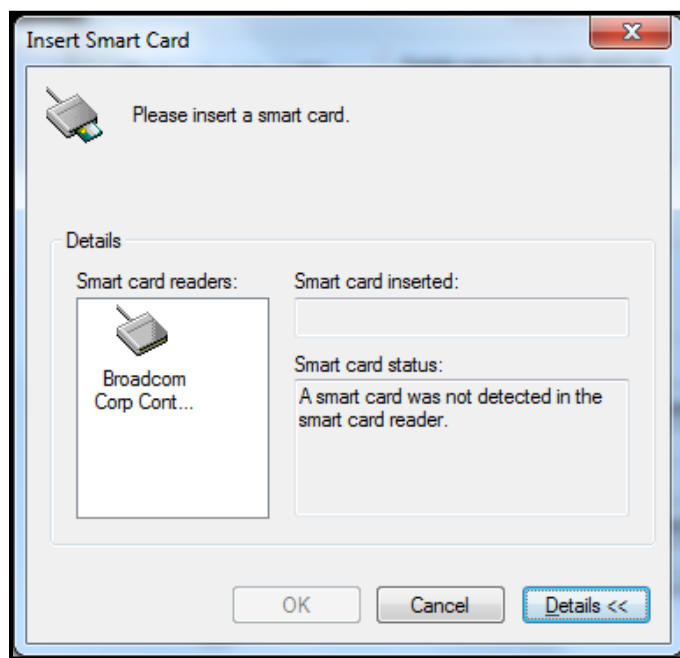 Insert Smart Card
Please insert a smart card.
Details
Smart card readers:
Broadcom
Corp Cont...
Smart card inserted:
Smart card status:
A smart card was not detected in the
smart card reader.
OK
Cancel
Details <<